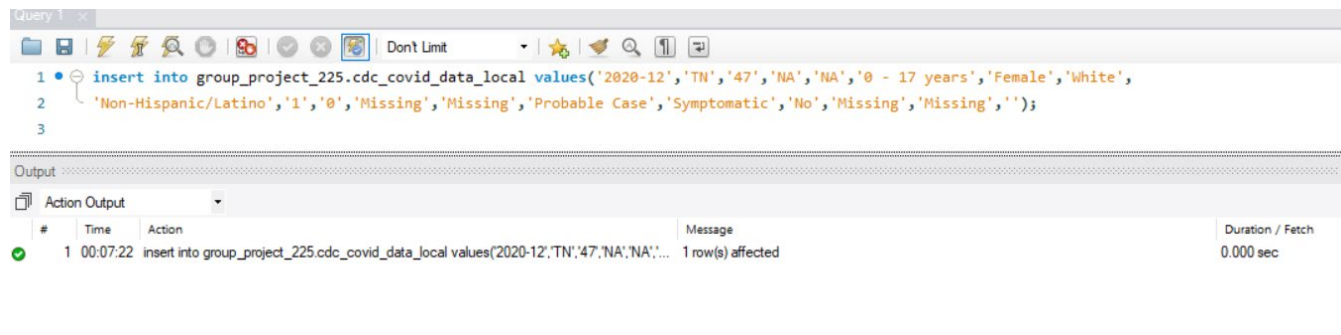 Query 1 ×
Don't Limit
1 insert into group_project_225.cdc_covid_data_local values('2020-12','TN','47','NA','NA','0 - 17 years','Female','White',
2 'Non-Hispanic/Latino','1','0','Missing','Missing','Probable Case','Symptomatic','No','Missing','Missing','');
3
Output
Action Output
# Time Action Message Duration / Fetch
1 00:07:22 insert into group_project_225.cdc_covid_data_local values('2020-12','TN','47','NA','NA','... 1 row(s) affected 0.000 sec